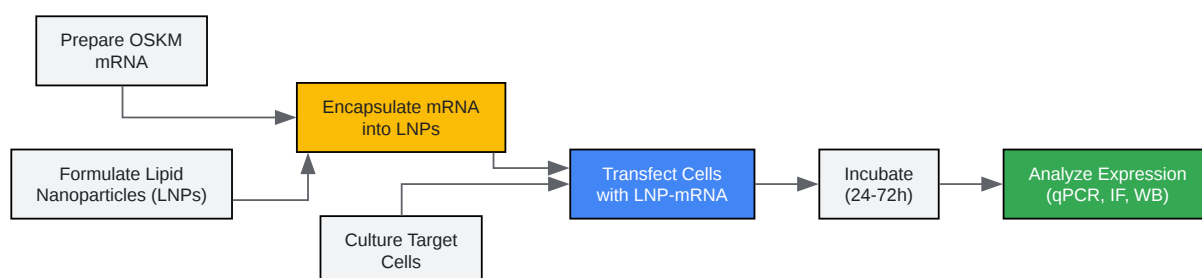 Prepare OSKM
mRNA
Encapsulate mRNA
into LNPs
Formulate Lipid
Nanoparticles (LNPs)
Transfect Cells
with LNP-mRNA
Incubate
(24-72h)
Analyze Expression
(qPCR, IF, WB)
Culture Target
Cells